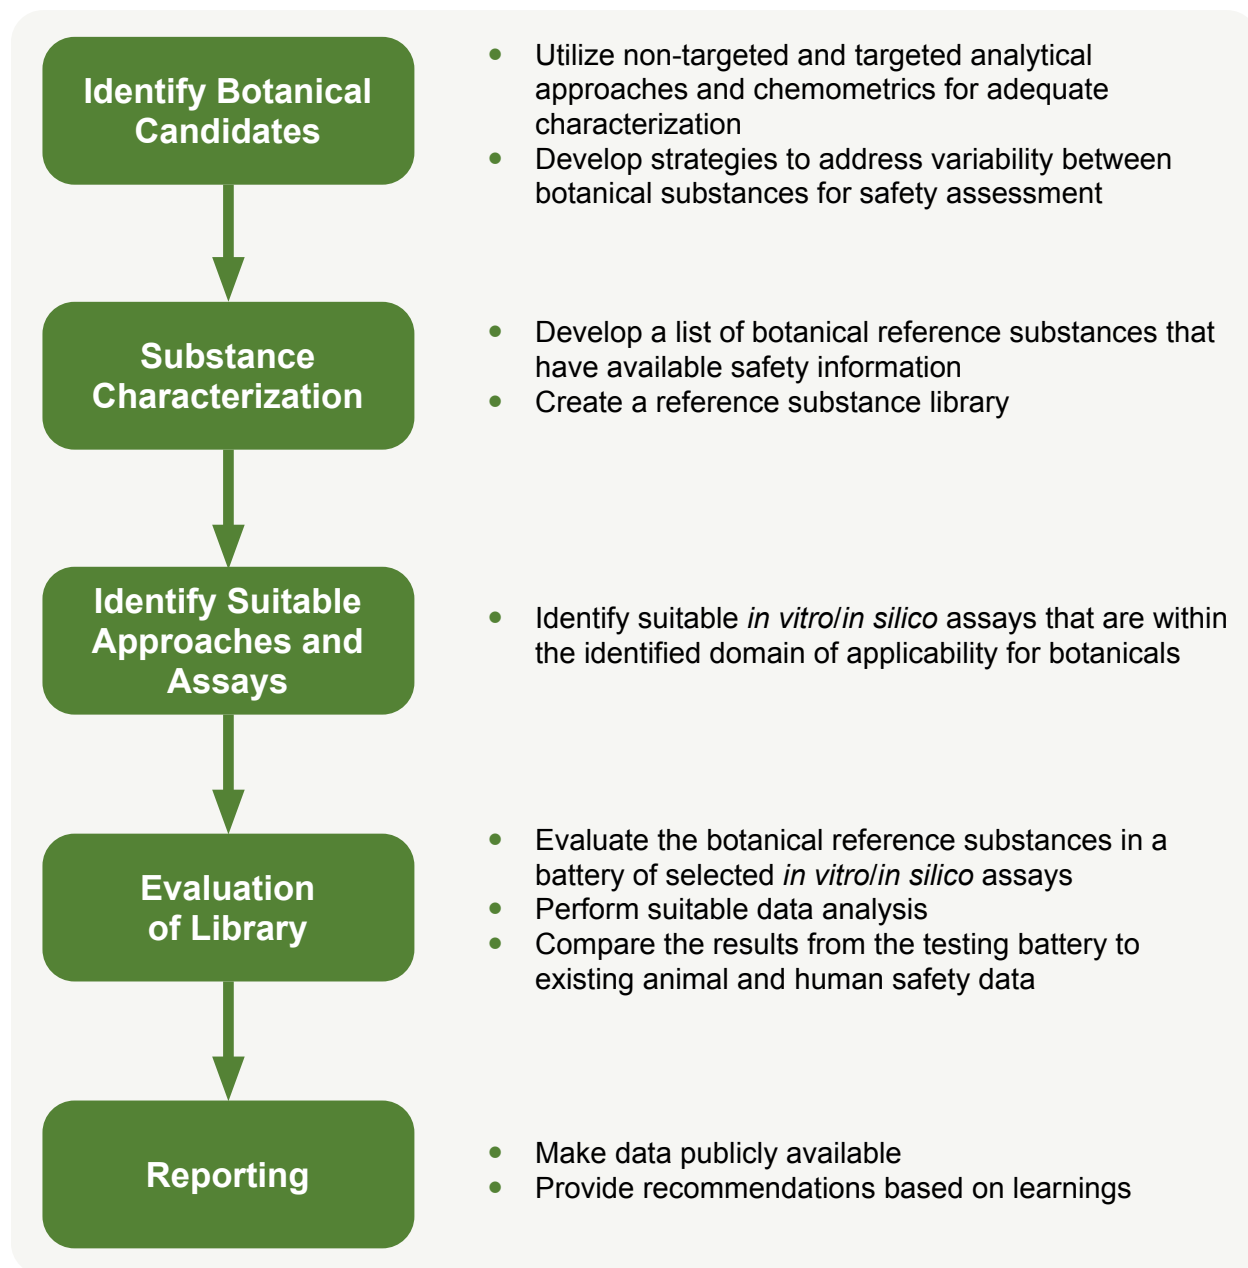 Identify Botanical
Candidates
• Utilize non-targeted and targeted analytical
approaches and chemometrics for adequate
characterization
• Develop strategies to address variability between
botanical substances for safety assessment
Substance
Characterization
• Develop a list of botanical reference substances that
have available safety information
• Create a reference substance library
Identify Suitable
Approaches and
Assays
• Identify suitable in vitro/in silico assays that are within
the identified domain of applicability for botanicals
Evaluation
of Library
• Evaluate the botanical reference substances in a
battery of selected in vitro/in silico assays
• Perform suitable data analysis
• Compare the results from the testing battery to
existing animal and human safety data
Reporting
• Make data publicly available
• Provide recommendations based on learnings